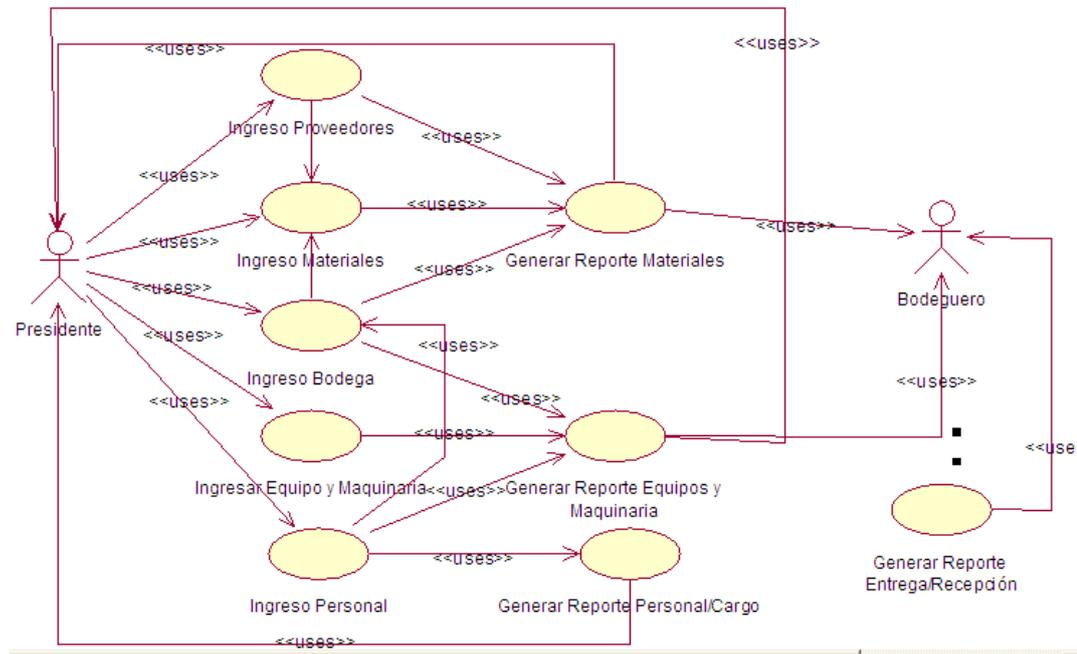 <<uses>>
<<uses>>
Ingreso Proveedores
<<uses>>
<<uses>>
<<uses>>
<<uses>>
<<uses>>
Ingreso Materiales
Generar Reporte Materiales
<<uses>>
<<uses>>
<<uses>>
Bodeguero
Presidente
<<uses>>
<<uses>>
Ingreso Bodega
<<uses>>
<<uses>>
<<uses>>
<<uses>>
<<use
Ingresar Equipo y Maquinaria
<<uses>>
Generar Reporte Equipos y
Maquinaria
<<uses>>
Generar Reporte
Entrega/Recepción
Ingreso Personal
Generar Reporte Personal/Cargo
<<uses>>